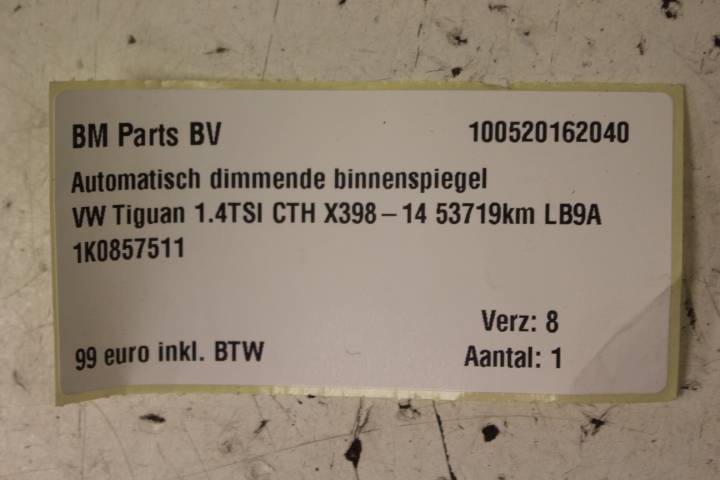 BM Parts BV 100520162040
Automatisch dimmende binnenspiegel
VW Tiguan 1.4TSI CTH X398-14 53719km LB9A
1K0857511
Verz: 8
99 euro inkl. BTW Aantal: 1